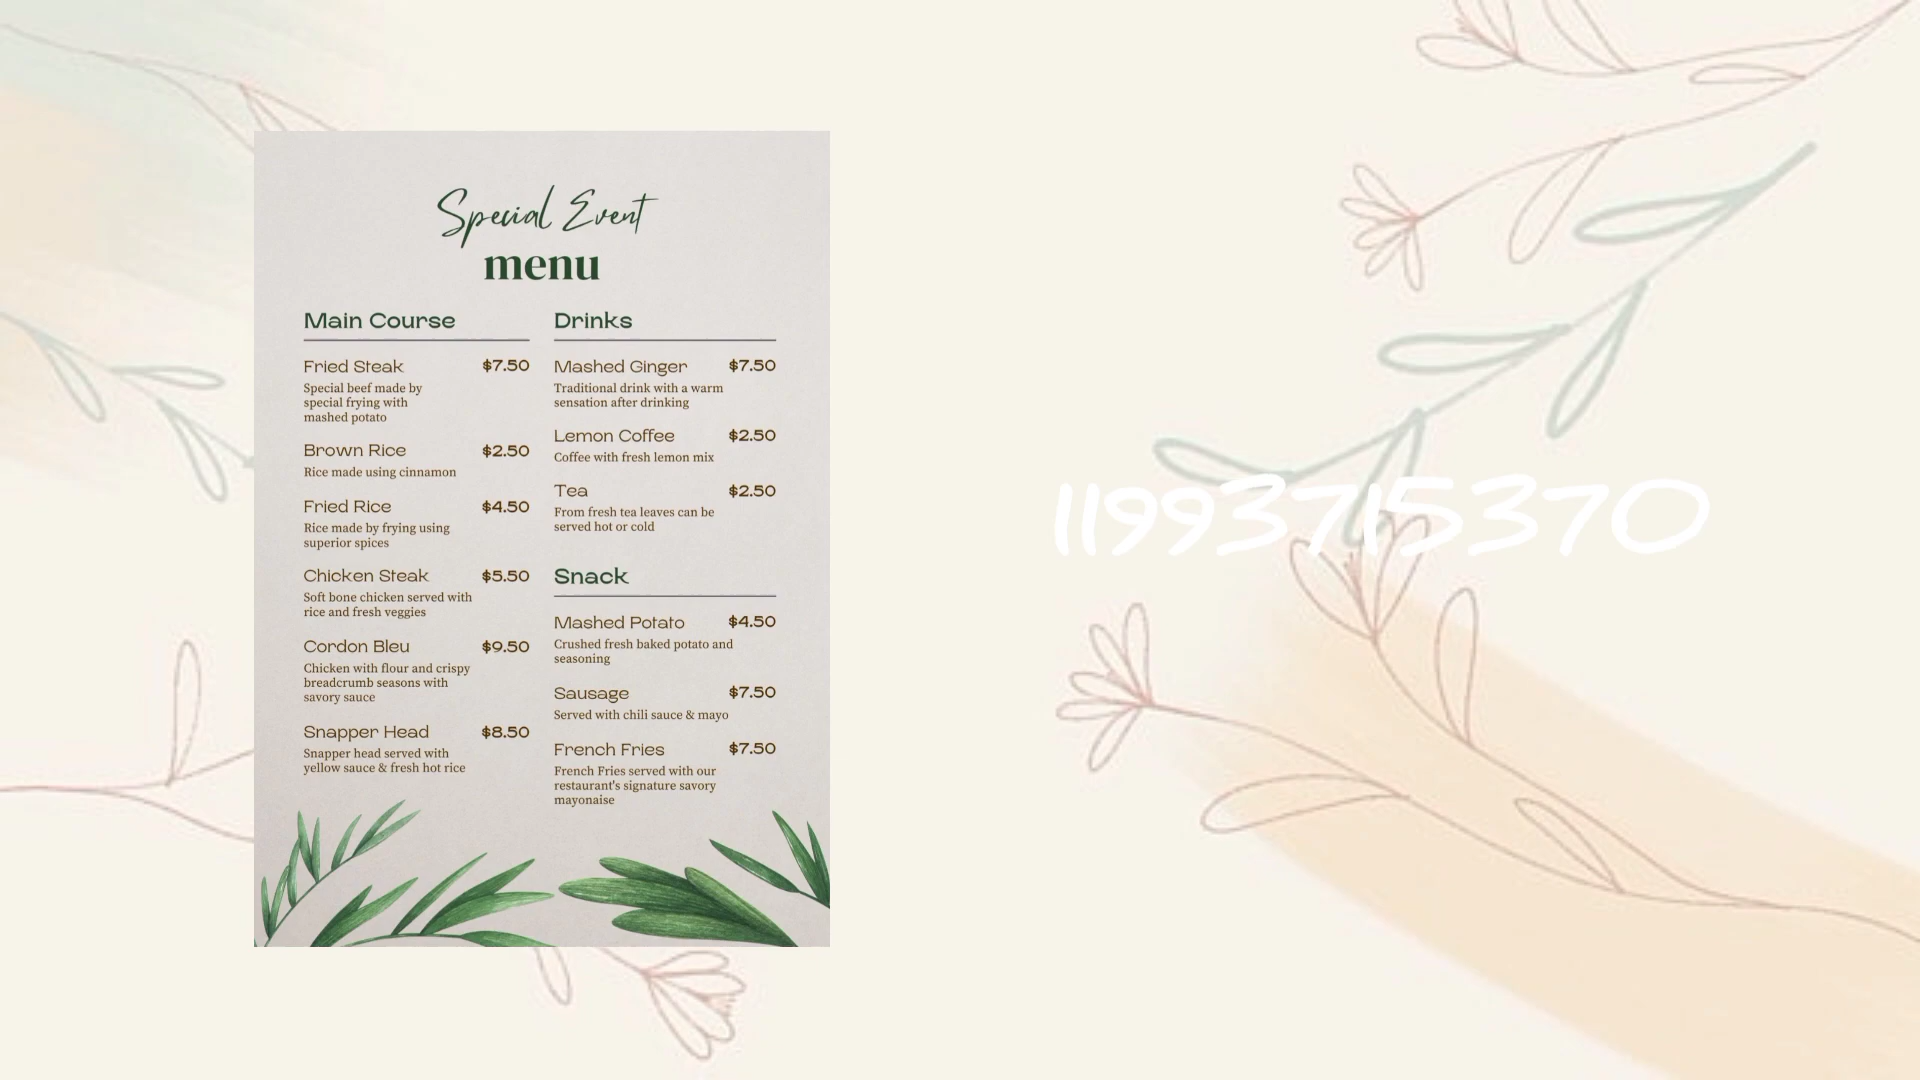 Special Event
menu
Main Course
Fried Steak $7.50
Special beef made by
special frying with
mashed potato
Brown Rice $2.50
Rice made using cinnamon
Fried Rice $4.50
Rice made by frying using
superior spices
Chicken Steak $5.50
Soft bone chicken served with
rice and fresh veggies
Cordon Bleu $9.50
Chicken with flour and crispy
breadcrumb seasons with
savory sauce
Snapper Head $8.50
Snapper head served with
yellow sauce & fresh hot rice
Drinks
Mashed Ginger $7.50
Traditional drink with a warm
sensation after drinking
Lemon Coffee $2.50
Coffee with fresh lemon mix
Tea $2.50
From fresh tea leaves can be
served hot or cold
Snack
Mashed Potato $4.50
Crushed fresh baked potato and
seasoning
Sausage $7.50
Served with chili sauce & mayo
French Fries $7.50
French Fries served with our
restaurant's signature savory
mayonaise
11993715370